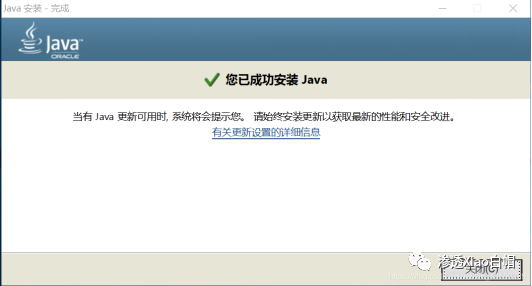 Java 安装 - 完成
Java
ORACLE
您已成功安装 Java
当有 Java 更新可用时, 系统将会提示您。 请始终安装更新以获取最新的性能和安全改进。
有关更新设置的详细信息
渗透Xiao白帽
关闭(C)